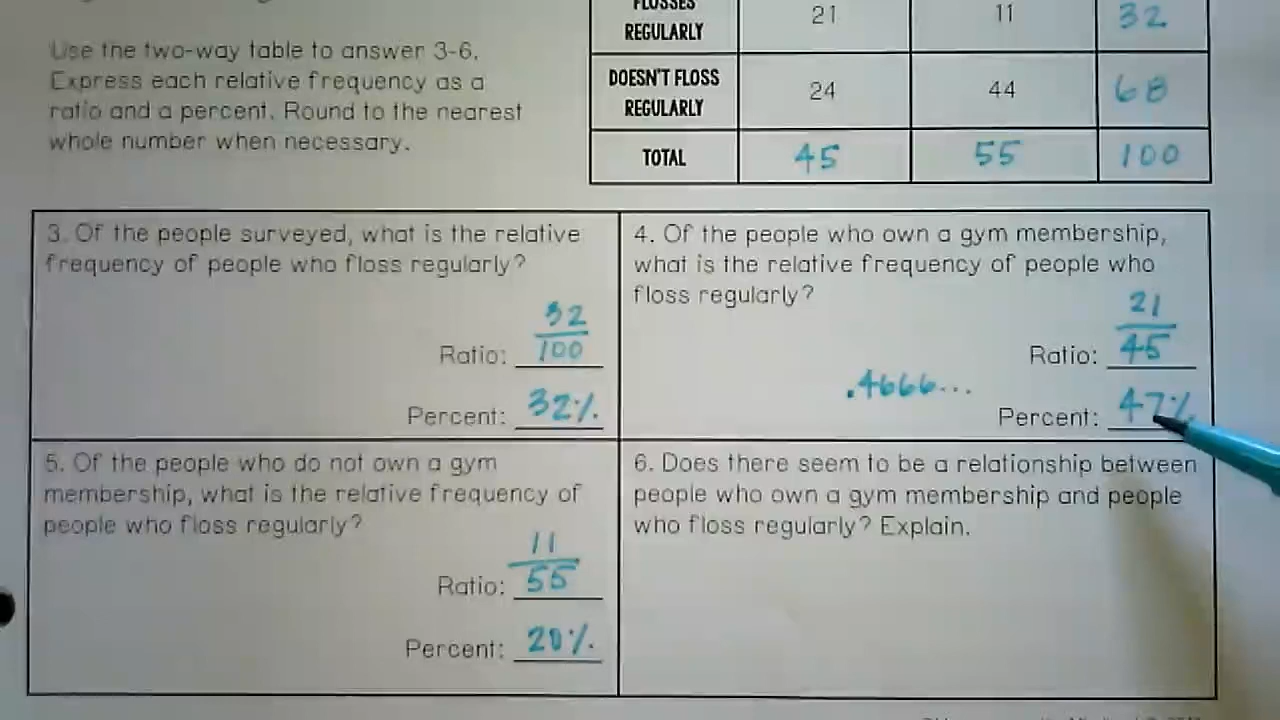 FLOSSES
REGULARLY
21
11
32
Use the two-way table to answer 3-6.
Express each relative frequency as a
ratio and a percent. Round to the nearest
whole number when necessary.
DOESN'T FLOSS
REGULARLY
24
44
68
TOTAL
45
55
100
3. Of the people surveyed, what is the relative
frequency of people who floss regularly?
Ratio: 32/100
Percent: 32%
4. Of the people who own a gym membership,
what is the relative frequency of people who
floss regularly?
Ratio: 21/45
.4666...
Percent: 47%
5. Of the people who do not own a gym
membership, what is the relative frequency of
people who floss regularly?
Ratio: 11/55
Percent: 20%
6. Does there seem to be a relationship between
people who own a gym membership and people
who floss regularly? Explain.